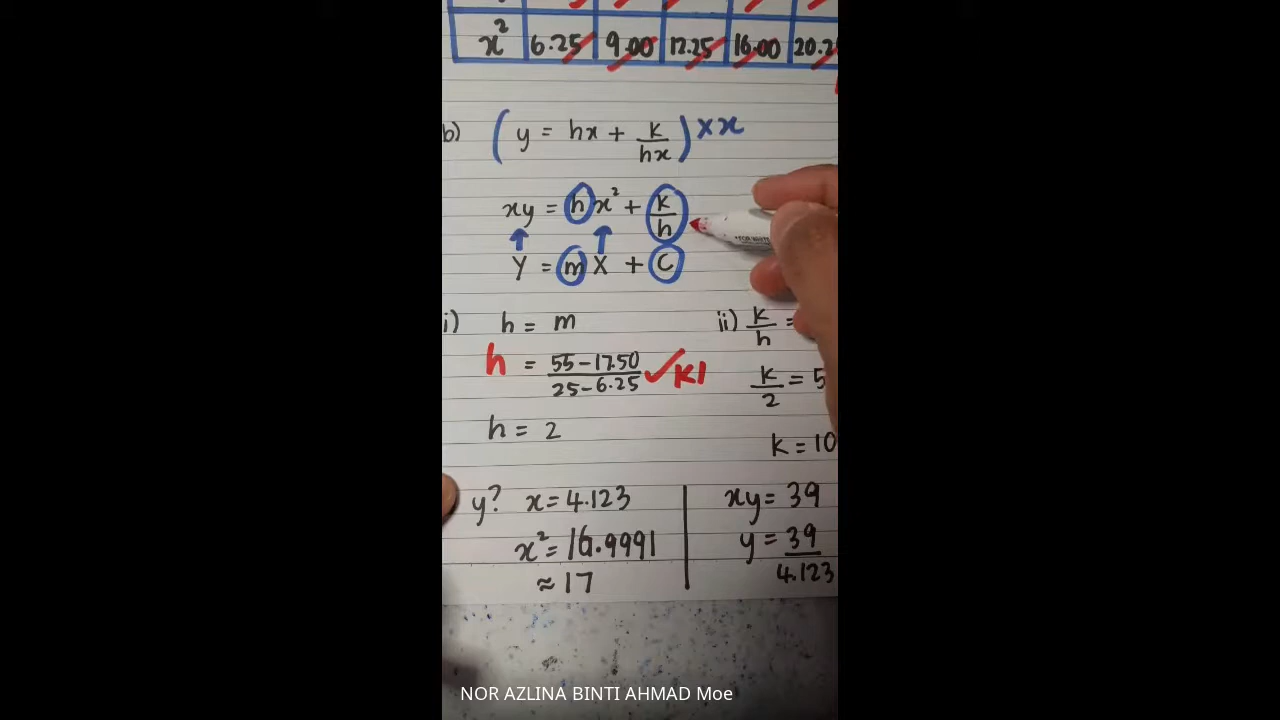 x² 6.25 9.00 12.25 16.00 20.2
b) (y = hx + k/hx) × x
xy = hx² + k/h
Y = mX + C
i) h = m
h = 55 - 17.50 / 25 - 6.25 ✓ K1
h = 2
ii) k/h =
k/2 = 5
k = 10
y? x = 4.123
x² = 16.9991
≈ 17
xy = 39
y = 39/4.123
NOR AZLINA BINTI AHMAD Moe